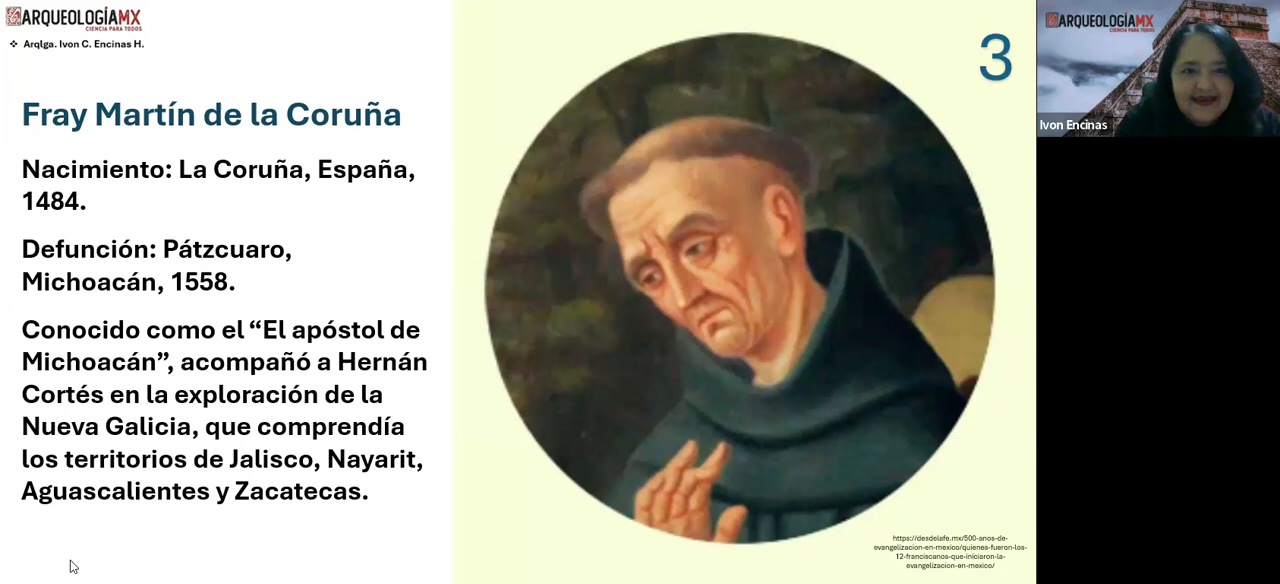 ARQUEOLOGÍAMX
CIENCIA PARA TODOS
❖ Arqlga. Ivon C. Encinas H.
Fray Martín de la Coruña
Nacimiento: La Coruña, España,
1484.
Defunción: Pátzcuaro,
Michoacán, 1558.
Conocido como el “El apóstol de
Michoacán”, acompañó a Hernán
Cortés en la exploración de la
Nueva Galicia, que comprendía
los territorios de Jalisco, Nayarit,
Aguascalientes y Zacatecas.
3
https://desdelafe.mx/500-anos-de-
evangelizacion-en-mexico/quienes-fueron-los-
12-franciscanos-que-iniciaron-la-
evangelizacion-en-mexico/
ARQUEOLOGÍAMX
CIENCIA PARA TODOS
Ivon Encinas